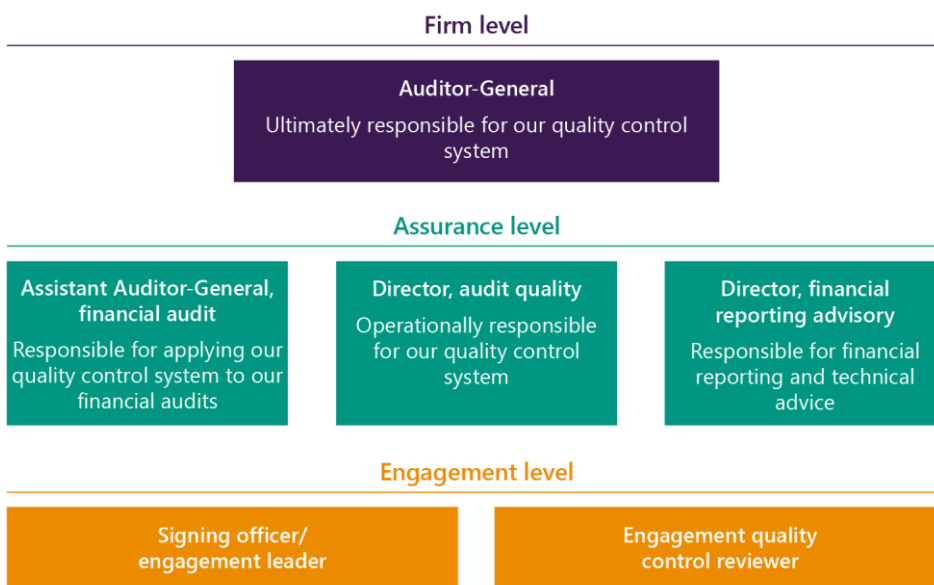 Firm level
Auditor-General
Ultimately responsible for our quality control
system
Assurance level
Assistant Auditor-General,
financial audit
Responsible for applying our
quality control system to our
financial audits
Director, audit quality
Operationally responsible
for our quality control
system
Director, financial
reporting advisory
Responsible for financial
reporting and technical
advice
Engagement level
Signing officer/
engagement leader
Engagement quality
control reviewer